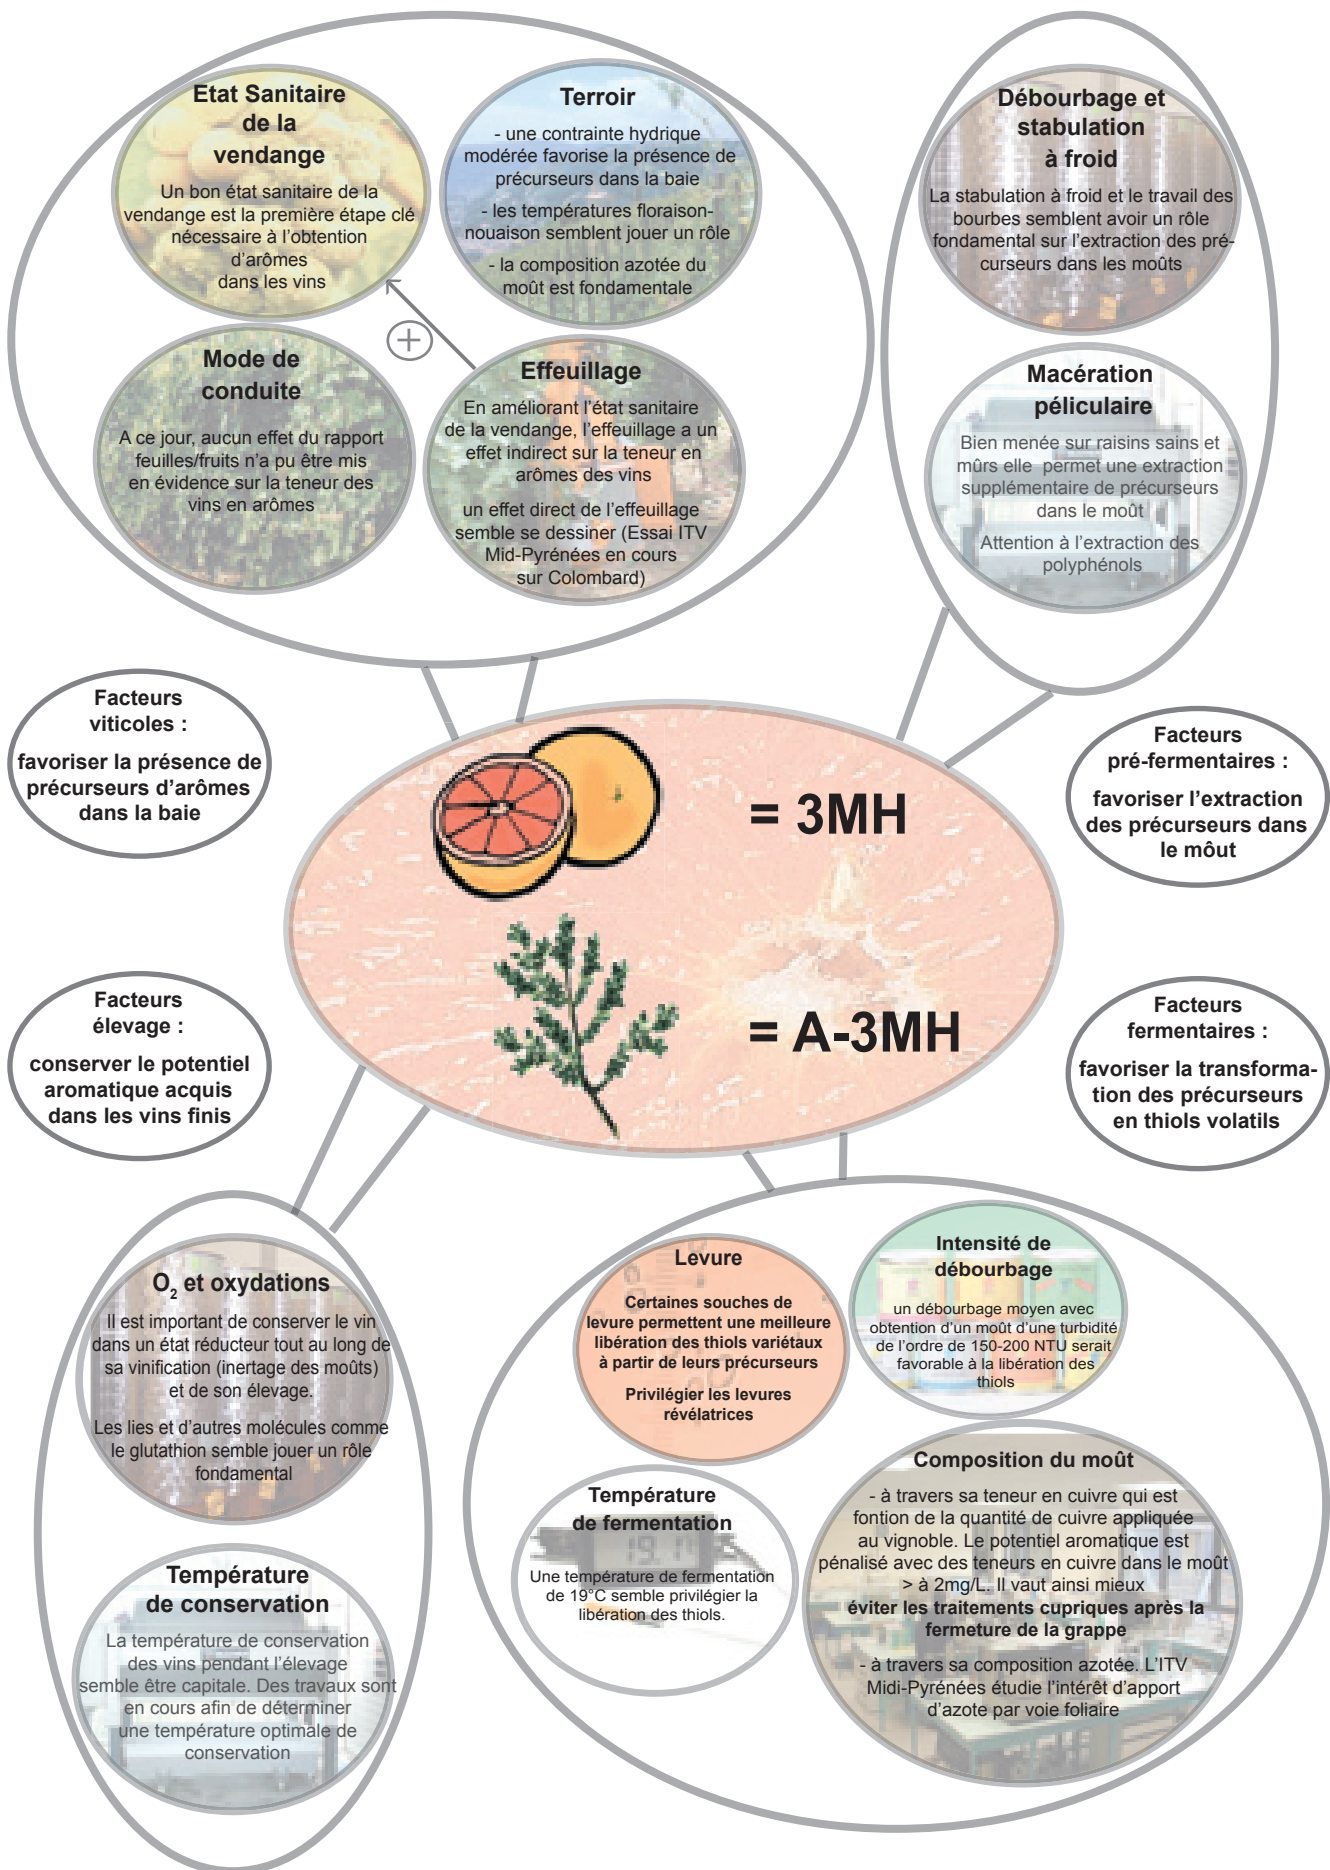 Etat Sanitaire
de la
vendange
Un bon état sanitaire de la
vendange est la première étape clé
nécessaire à l'obtention
d'arômes
dans les vins
Terroir
- une contrainte hydrique
modérée favorise la présence de
précurseurs dans la baie
- les températures floraison-
nouaison semblent jouer un rôle
- la composition azotée du
moût est fondamentale
Mode de
conduite
A ce jour, aucun effet du rapport
feuilles/fruits n'a pu être mis
en évidence sur la teneur des
vins en arômes
+
Effeuillage
En améliorant l'état sanitaire
de la vendange, l'effeuillage a un
effet indirect sur la teneur en
arômes des vins
un effet direct de l'effeuillage
semble se dessiner (Essai ITV
Mid-Pyrénées en cours
sur Colombard)
Débourbage et
stabulation
à froid
La stabulation à froid et le travail des
bourbes semblent avoir un rôle
fondamental sur l'extraction des pré-
curseurs dans les moûts
Macération
péliculaire
Bien menée sur raisins sains et
mûrs elle permet une extraction
supplémentaire de précurseurs
dans le moût
Attention à l'extraction des
polyphénols
Facteurs
viticoles :
favoriser la présence de
précurseurs d'arômes
dans la baie
= 3MH
= A-3MH
Facteurs
pré-fermentaires :
favoriser l'extraction
des précurseurs dans
le môut
Facteurs
élevage :
conserver le potentiel
aromatique acquis
dans les vins finis
Facteurs
fermentaires :
favoriser la transforma-
tion des précurseurs
en thiols volatils
O2 et oxydations
Il est important de conserver le vin
dans un état réducteur tout au long de
sa vinification (inertage des moûts)
et de son élevage.
Les lies et d'autres molécules comme
le glutathion semble jouer un rôle
fondamental
Température
de conservation
La température de conservation
des vins pendant l'élevage
semble être capitale. Des travaux sont
en cours afin de déterminer
une température optimale de
conservation
Levure
Certaines souches de
levure permettent une meilleure
libération des thiols variétaux
à partir de leurs précurseurs
Privilégier les levures
révélatrices
Intensité de
débourbage
un débourbage moyen avec
obtention d'un moût d'une turbidité
de l'ordre de 150-200 NTU serait
favorable à la libération des
thiols
Température
de fermentation
Une température de fermentation
de 19°C semble privilégier la
libération des thiols.
Composition du moût
- à travers sa teneur en cuivre qui est
fontion de la quantité de cuivre appliquée
au vignoble. Le potentiel aromatique est
pénalisé avec des teneurs en cuivre dans le moût
> à 2mg/L. Il vaut ainsi mieux
éviter les traitements cupriques après la
fermeture de la grappe
- à travers sa composition azotée. L'ITV
Midi-Pyrénées étudie l'intérêt d'apport
d'azote par voie foliaire